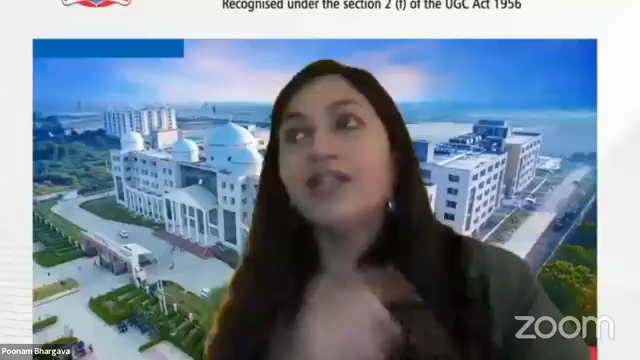 Recognised under the section 2 (f) of the UGC Act 1956
Poonam Bhargava
zoom